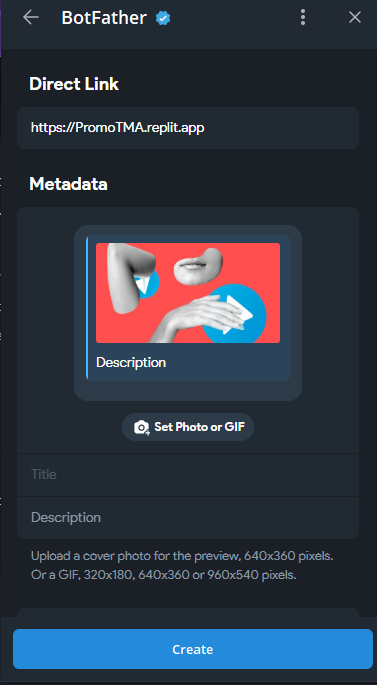 BotFather
Direct Link
https://PromoTMA.replit.app
Metadata
Description
Set Photo or GIF
Title
Description
Upload a cover photo for the preview, 640x360 pixels.
Or a GIF, 320x180, 640x360 or 960x540 pixels.
Create